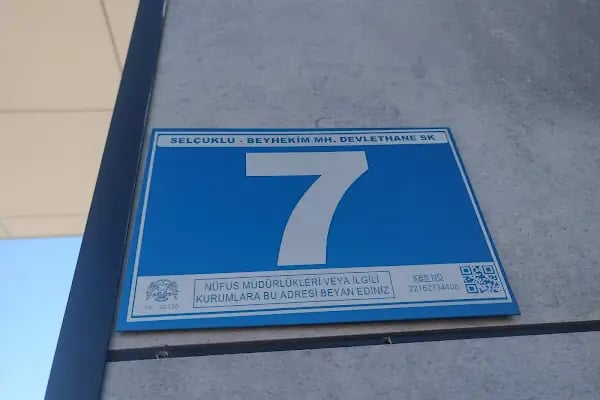 SELÇUKLU - BEYHEKİM MH. DEVLETHANE SK
7
NÜFUS MÜDÜRLÜKLERİ VEYA İLGİLİ
KURUMLARA BU ADRESİ BEYAN EDİNİZ
KBS NO
22162734408